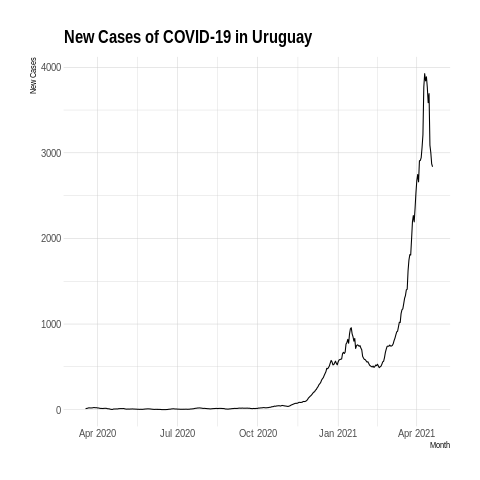 New Cases of COVID-19 in Uruguay
New Cases
4000
3000
2000
1000
0
Apr 2020
Jul 2020
Oct 2020
Jan 2021
Apr 2021
Month